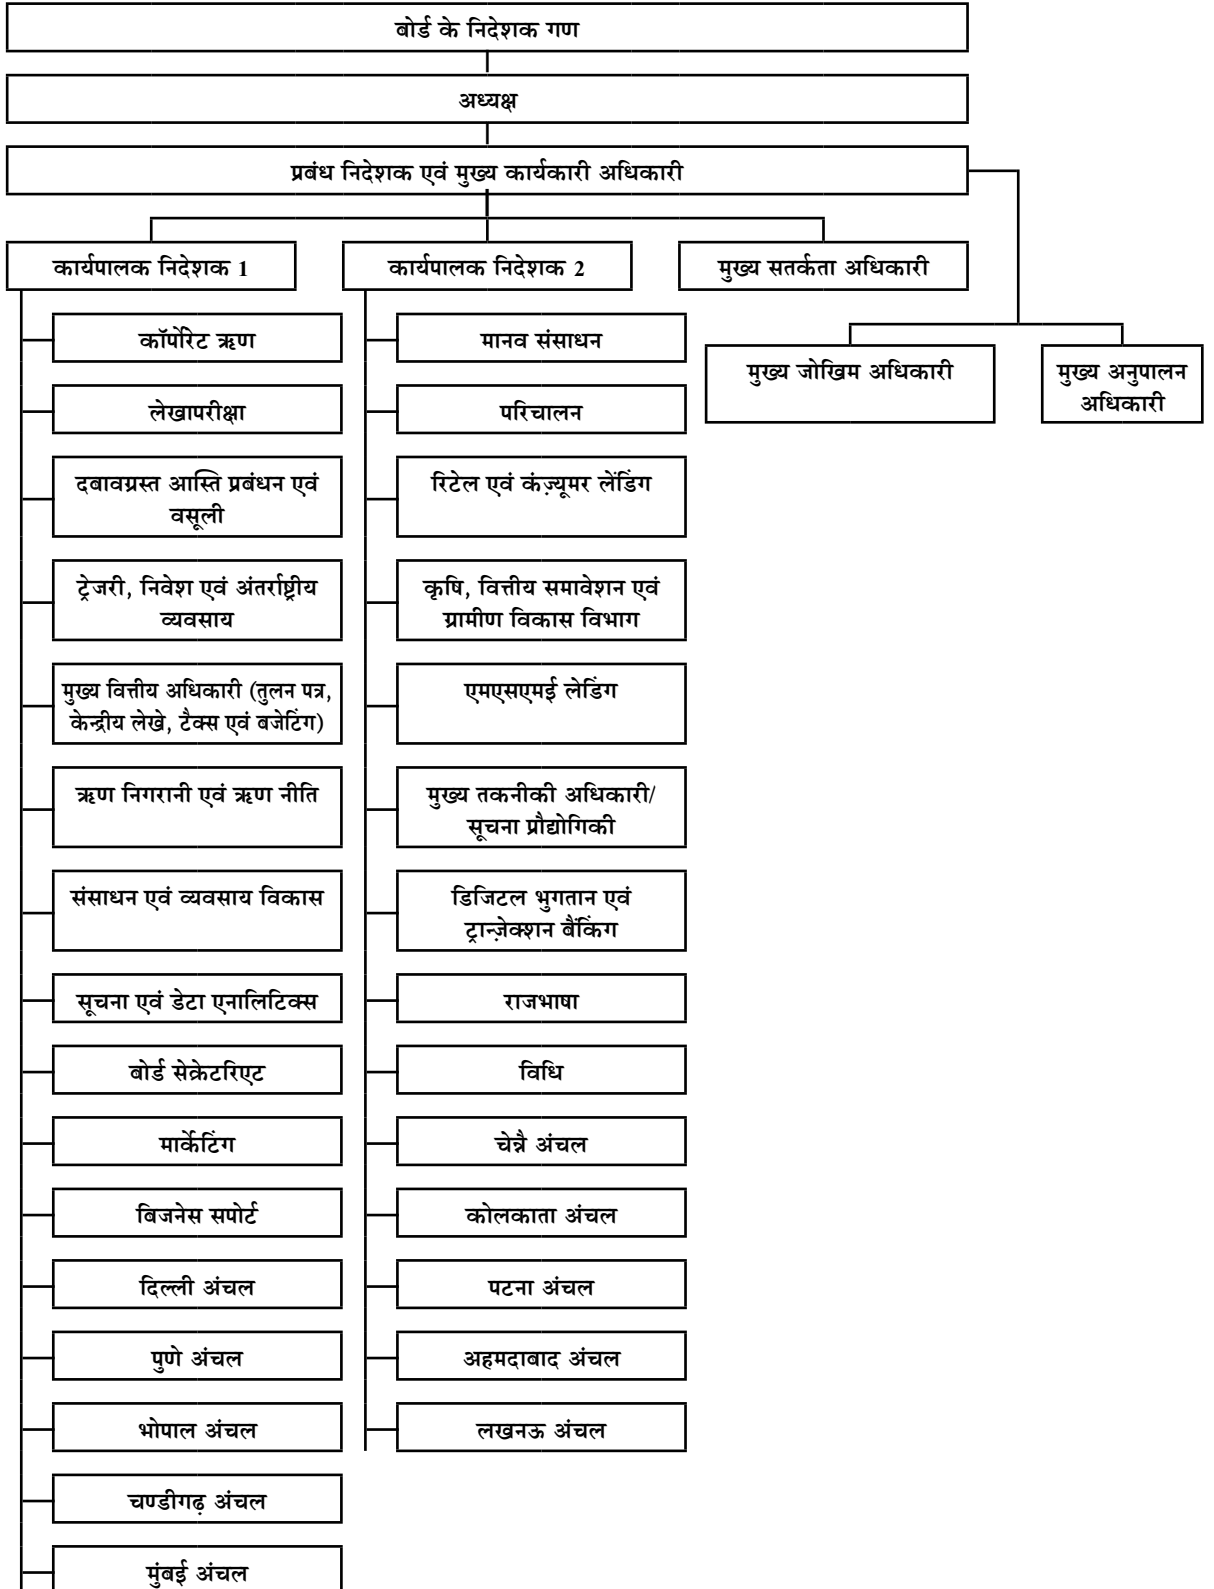 बोर्ड के निदेशक गण
अध्यक्ष
प्रबंध निदेशक एवं मुख्य कार्यकारी अधिकारी
कार्यपालक निदेशक 1
कॉर्पोरेट ऋण
लेखापरीक्षा
दबावग्रस्त आस्ति प्रबंधन एवं
वसूली
ट्रेजरी, निवेश एवं अंतर्राष्ट्रीय
व्यवसाय
मुख्य वित्तीय अधिकारी (तुलन पत्र,
केन्द्रीय लेखे, टैक्स एवं बजेटिंग)
ऋण निगरानी एवं ऋण नीति
संसाधन एवं व्यवसाय विकास
सूचना एवं डेटा एनालिटिक्स
बोर्ड सेक्रेटरिएट
मार्केटिंग
बिजनेस सपोर्ट
दिल्ली अंचल
पुणे अंचल
भोपाल अंचल
चण्डीगढ़ अंचल
मुंबई अंचल
कार्यपालक निदेशक 2
मानव संसाधन
परिचालन
रिटेल एवं कंज़्यूमर लेंडिंग
कृषि, वित्तीय समावेशन एवं
ग्रामीण विकास विभाग
एमएसएमई लेडिंग
मुख्य तकनीकी अधिकारी/
सूचना प्रौद्योगिकी
डिजिटल भुगतान एवं
ट्रान्ज़ेक्शन बैंकिंग
राजभाषा
विधि
चेन्नै अंचल
कोलकाता अंचल
पटना अंचल
अहमदाबाद अंचल
लखनऊ अंचल
मुख्य सतर्कता अधिकारी
मुख्य जोखिम अधिकारी
मुख्य अनुपालन
अधिकारी